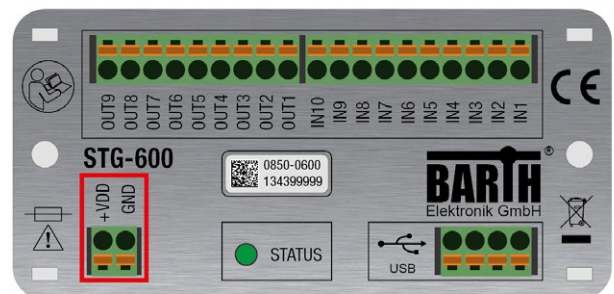 OUT9 OUT8 OUT7 OUT6 OUT5 OUT4 OUT3 OUT2 OUT1 IN10 IN9 IN8 IN7 IN6 IN5 IN4 IN3 IN2 IN1
CE
STG-600
0850-0600
134399999
BARTH®
Elektronik GmbH
+VDD GND
STATUS
USB